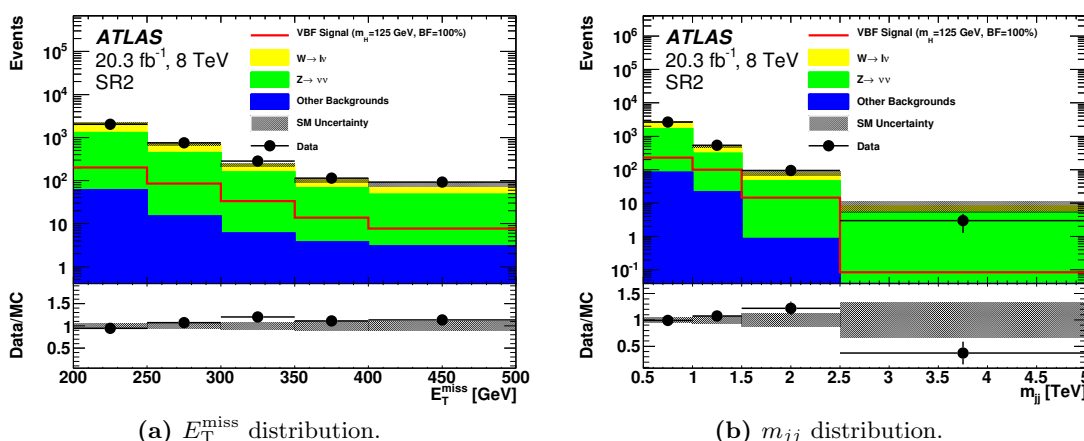 Events
10⁵
10⁴
10³
10²
10
1
ATLAS
20.3 fb⁻¹, 8 TeV
SR2
VBF Signal (m_H=125 GeV, BF=100%)
W→ lν
Z→ νν
Other Backgrounds
SM Uncertainty
Data
Data/MC
1.5
1
0.5
200 250 300 350 400 450 500
E_T^miss [GeV]
(a) E_T^miss distribution.
Events
10⁶
10⁵
10⁴
10³
10²
10
1
10⁻¹
ATLAS
20.3 fb⁻¹, 8 TeV
SR2
VBF Signal (m_H=125 GeV, BF=100%)
W→ lν
Z→ νν
Other Backgrounds
SM Uncertainty
Data
Data/MC
1.5
1
0.5
0.5 1 1.5 2 2.5 3 3.5 4 4.5 5
m_jj [TeV]
(b) m_jj distribution.